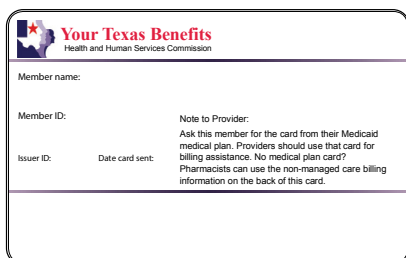 Your Texas Benefits
Health and Human Services Commission
Member name:
Member ID:
Note to Provider:
Ask this member for the card from their Medicaid
medical plan. Providers should use that card for
billing assistance. No medical plan card?
Pharmacists can use the non-managed care billing
information on the back of this card.
Issuer ID:
Date card sent: